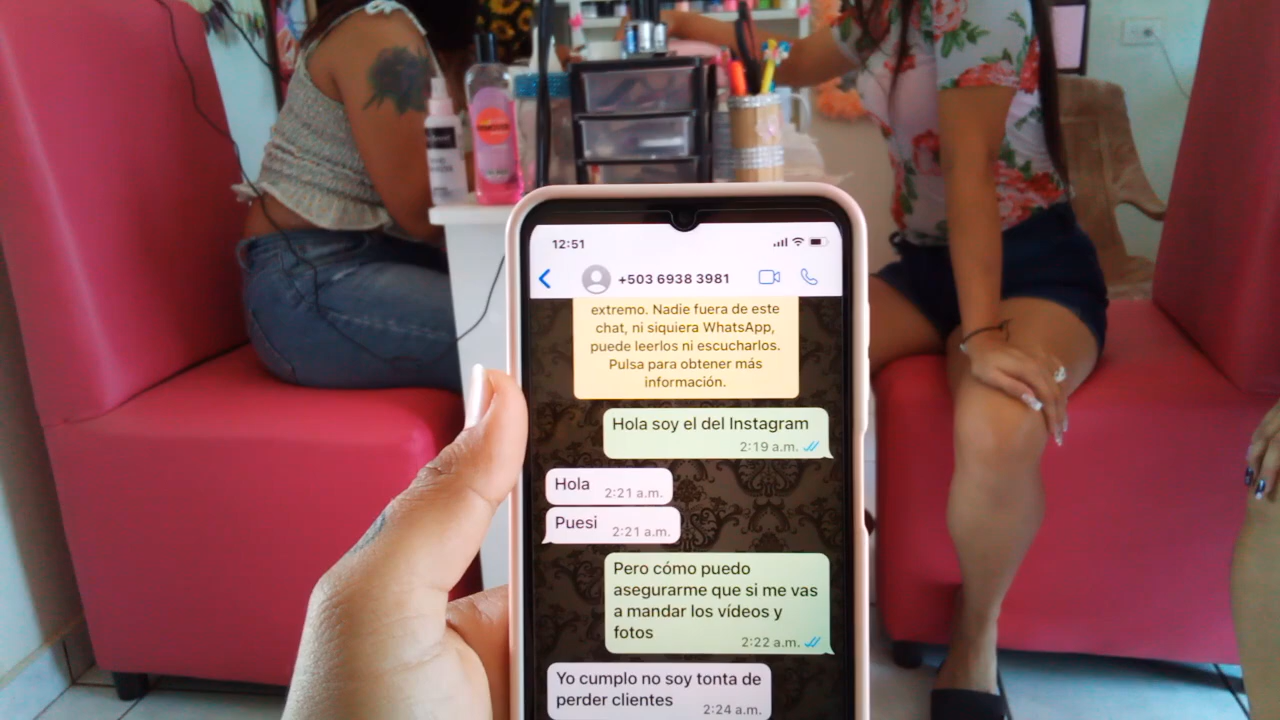 12:51
+503 6938 3981
extremo. Nadie fuera de este
chat, ni siquiera WhatsApp,
puede leerlos ni escucharlos.
Pulsa para obtener más
información.
Hola soy el del Instagram
2:19 a.m.
Hola
2:21 a.m.
Puesi
2:21 a.m.
Pero cómo puedo
asegurarme que si me vas
a mandar los vídeos y
fotos
2:22 a.m.
Yo cumplo no soy tonta de
perder clientes
2:24 a.m.